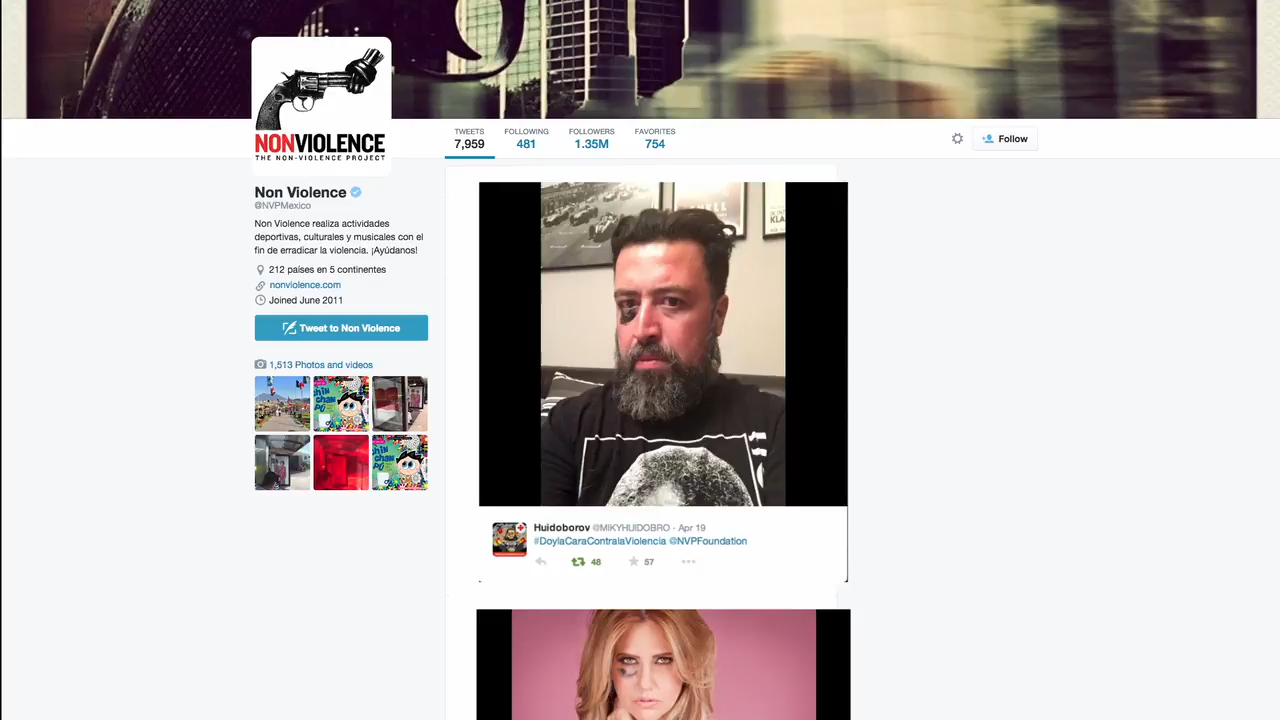 NONVIOLENCE
THE NON-VIOLENCE PROJECT
TWEETS
7,959
FOLLOWING
481
FOLLOWERS
1.35M
FAVORITES
754
Follow
Non Violence
@NVPMexico
Non Violence realiza actividades
deportivas, culturales y musicales con el
fin de erradicar la violencia. ¡Ayúdanos!
212 países en 5 continentes
nonviolence.com
Joined June 2011
Tweet to Non Violence
1,513 Photos and videos
Huidoborov @MIKYHUIDOBRO · Apr 19
#DoylaCaraContralaViolencia @NVPFoundation
48
57